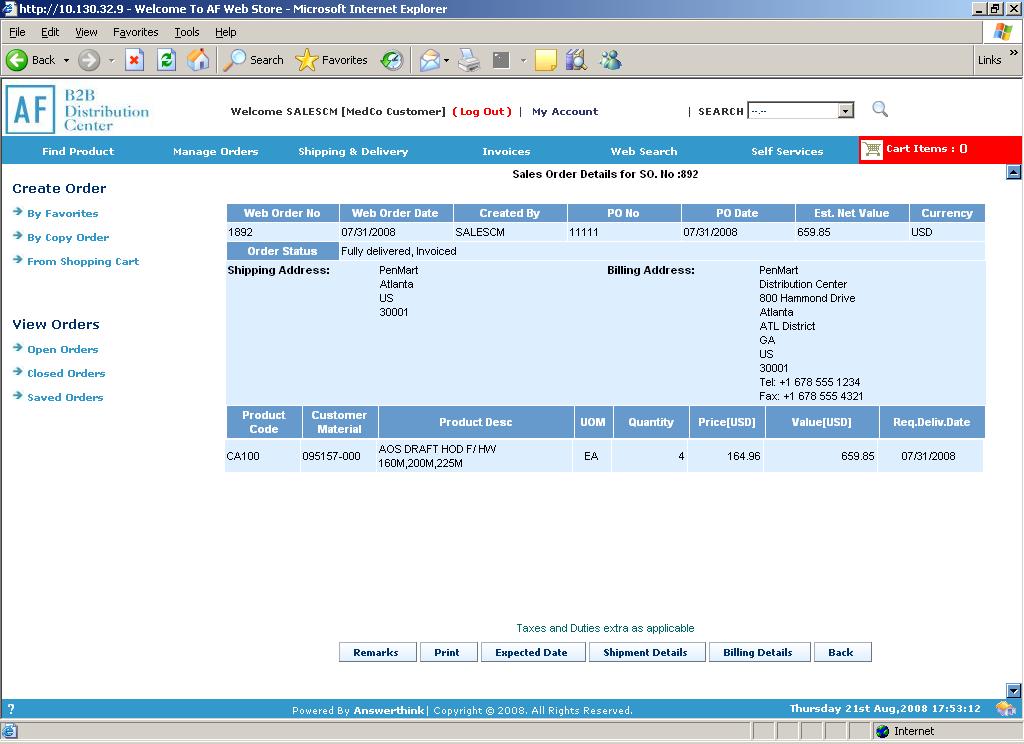 http://10.130.32.9 - Welcome To AF Web Store - Microsoft Internet Explorer
File Edit View Favorites Tools Help
Back Search Favorites Links »
AF B2B Distribution Center
Welcome SALESCM [MedCo Customer] ( Log Out ) | My Account | SEARCH --.--
Find Product Manage Orders Shipping & Delivery Invoices Web Search Self Services Cart Items : 0
Sales Order Details for SO. No :892
Create Order
By Favorites
By Copy Order
From Shopping Cart
View Orders
Open Orders
Closed Orders
Saved Orders
Web Order No Web Order Date Created By PO No PO Date Est. Net Value Currency
1892 07/31/2008 SALESCM 11111 07/31/2008 659.85 USD
Order Status Fully delivered, Invoiced
Shipping Address: PenMart
Atlanta
US
30001
Billing Address: PenMart
Distribution Center
800 Hammond Drive
Atlanta
ATL District
GA
US
30001
Tel: +1 678 555 1234
Fax: +1 678 555 4321
Product Code Customer Material Product Desc UOM Quantity Price[USD] Value[USD] Req.Deliv.Date
CA100 095157-000 AOS DRAFT HOD F/ HW 160M,200M,225M EA 4 164.96 659.85 07/31/2008
Taxes and Duties extra as applicable
Remarks Print Expected Date Shipment Details Billing Details Back
? Powered By Answerthink | Copyright © 2008. All Rights Reserved. Thursday 21st Aug,2008 17:53:12
Internet